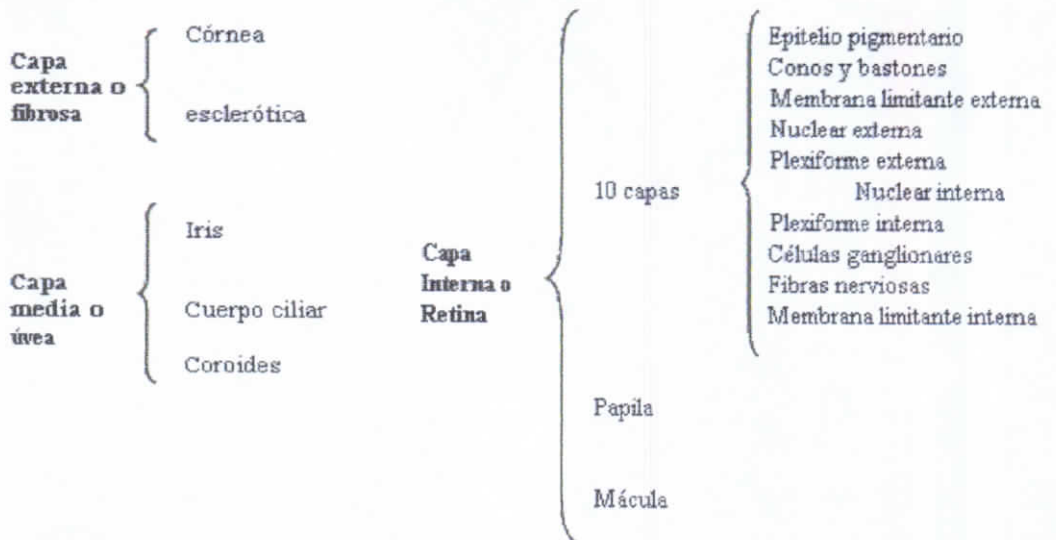 Capa
externa o
fibrosa
Córnea
esclerótica
Capa
media o
úvea
Iris
Cuerpo ciliar
Coroides
Capa
Interna o
Retina
10 capas
Epitelio pigmentario
Conos y bastones
Membrana limitante externa
Nuclear externa
Plexiforme externa
Nuclear interna
Plexiforme interna
Células ganglionares
Fibras nerviosas
Membrana limitante interna
Papila
Mácula